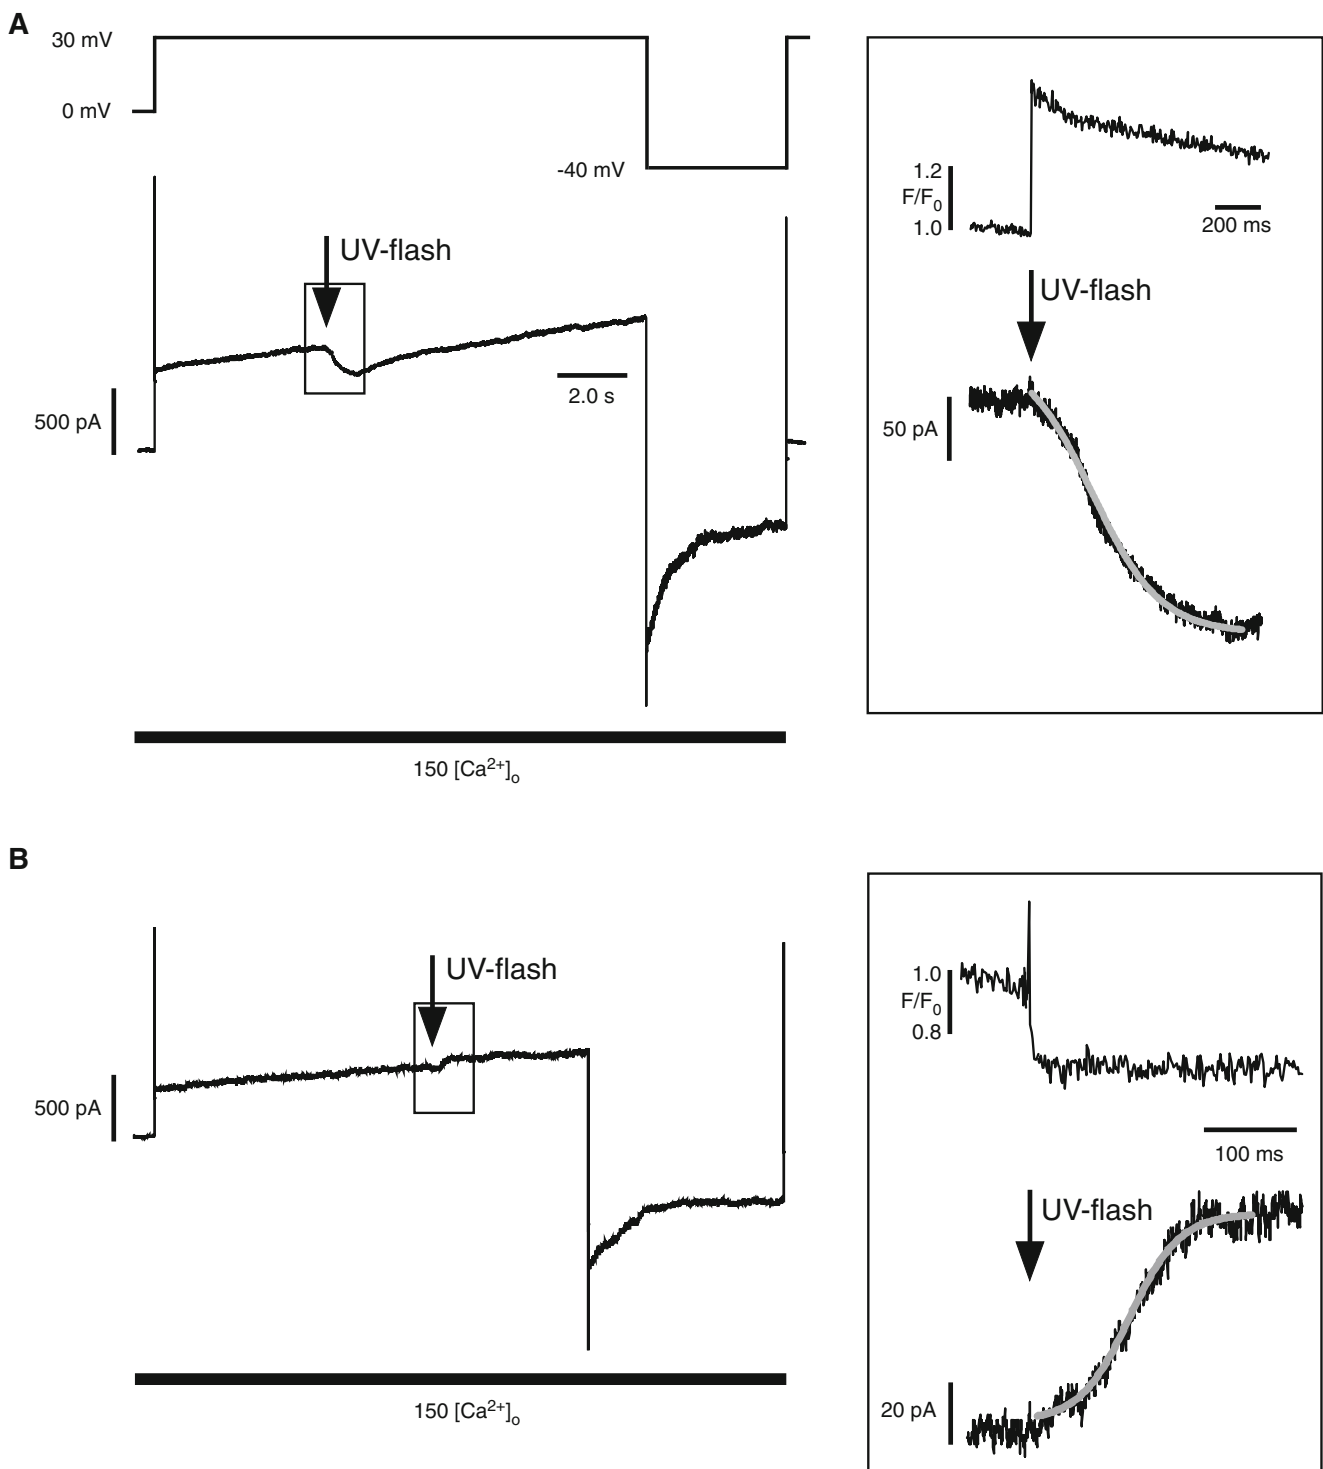 A
30 mV
0 mV
-40 mV
UV-flash
500 pA
2.0 s
150 [Ca²⁺]ₒ
1.2
F/F₀
1.0
200 ms
UV-flash
50 pA
B
UV-flash
500 pA
150 [Ca²⁺]ₒ
1.0
F/F₀
0.8
100 ms
UV-flash
20 pA